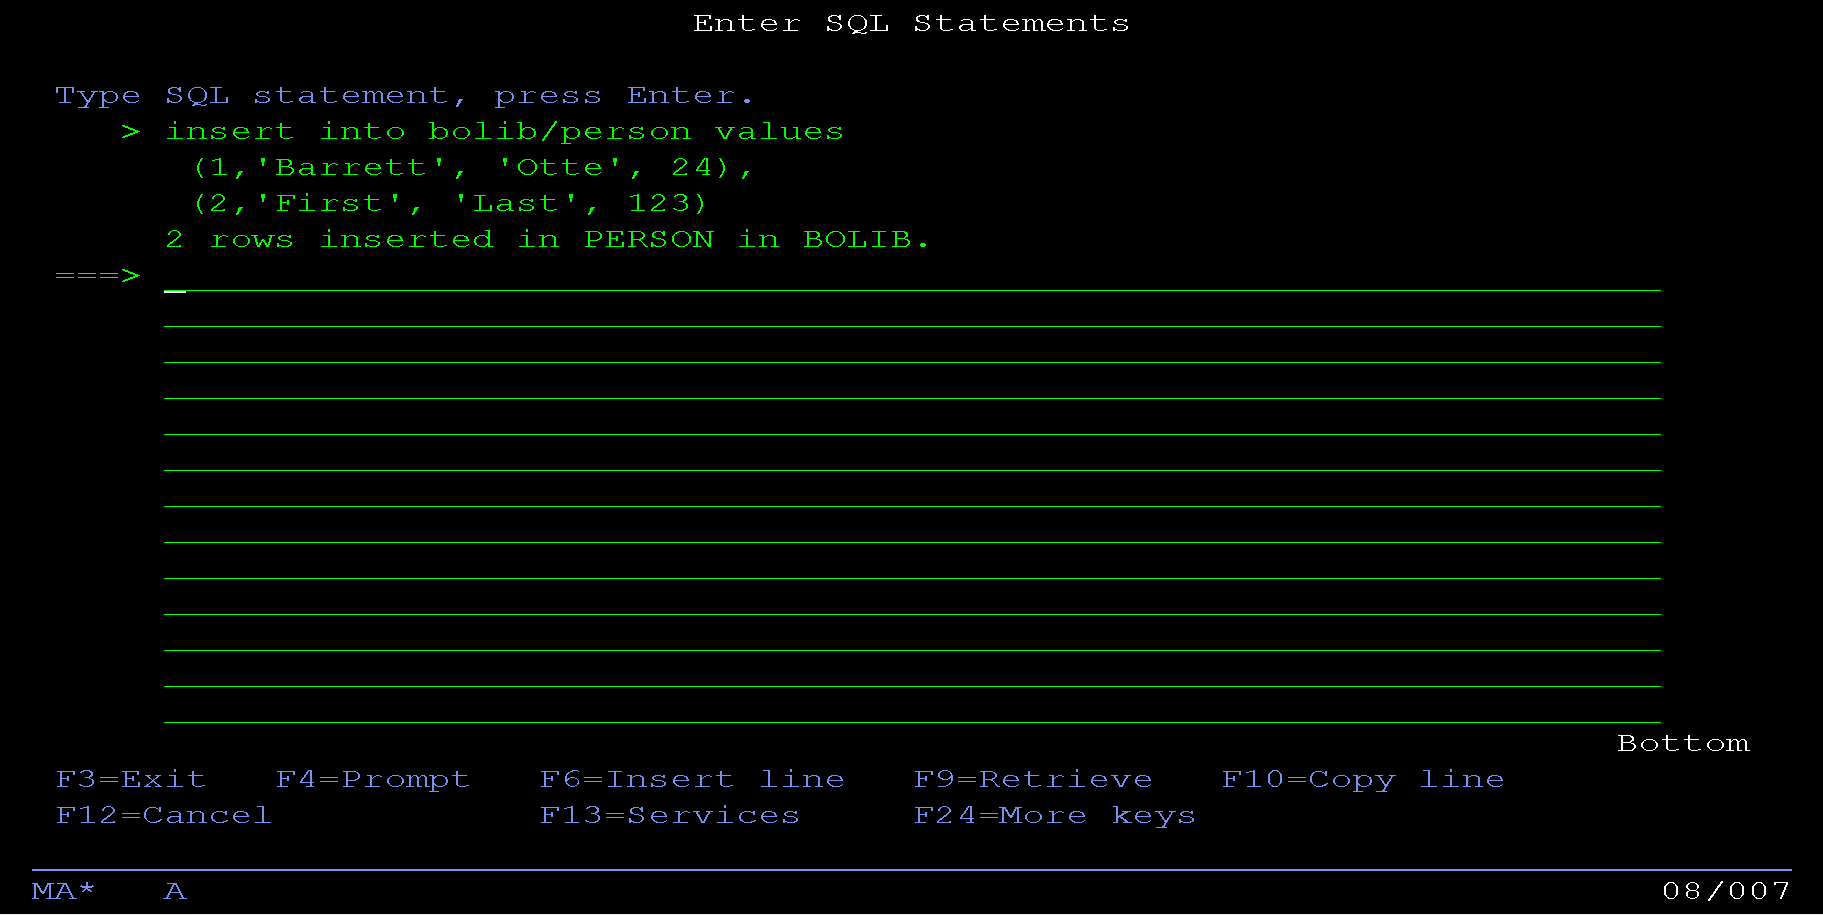 Enter SQL Statements
Type SQL statement, press Enter.
> insert into bolib/person values
(1,'Barrett', 'Otte', 24),
(2,'First', 'Last', 123)
2 rows inserted in PERSON in BOLIB.
===> _
Bottom
F3=Exit   F4=Prompt   F6=Insert line   F9=Retrieve   F10=Copy line
F12=Cancel   F13=Services   F24=More keys
MA*   A   08/007